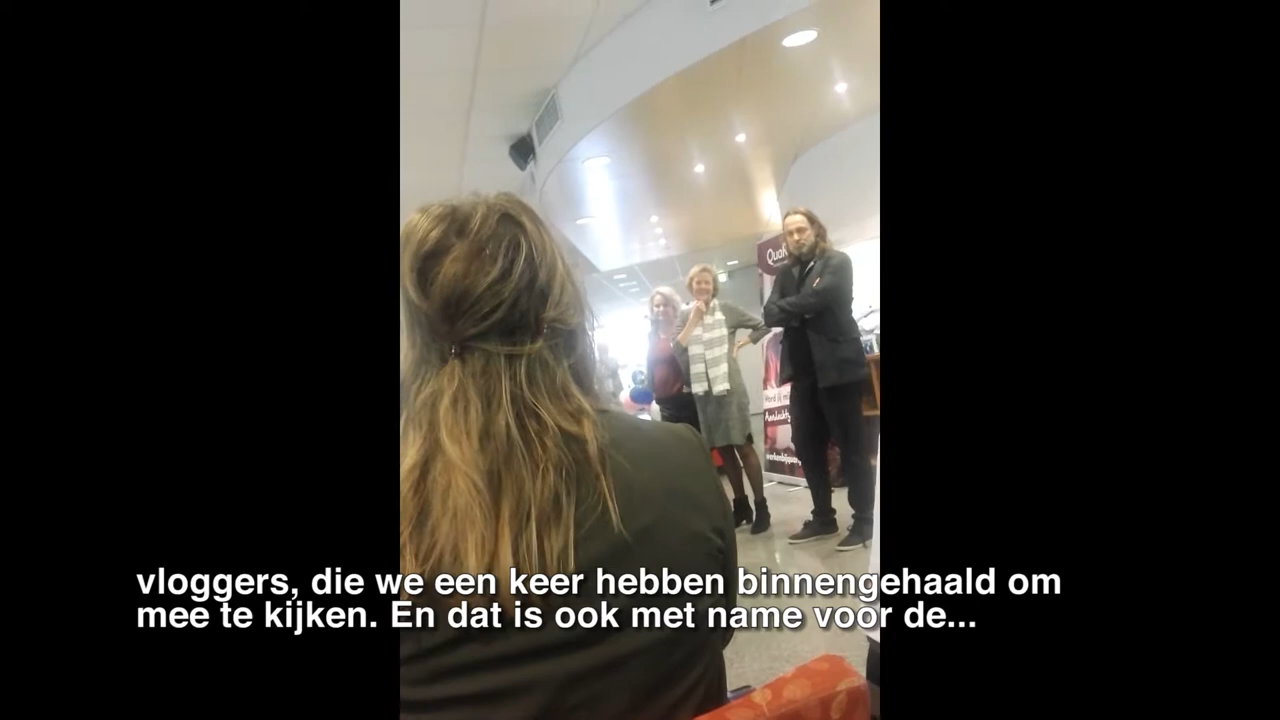 vloggers, die we een keer hebben binnengehaald om
mee te kijken. En dat is ook met name voor de...